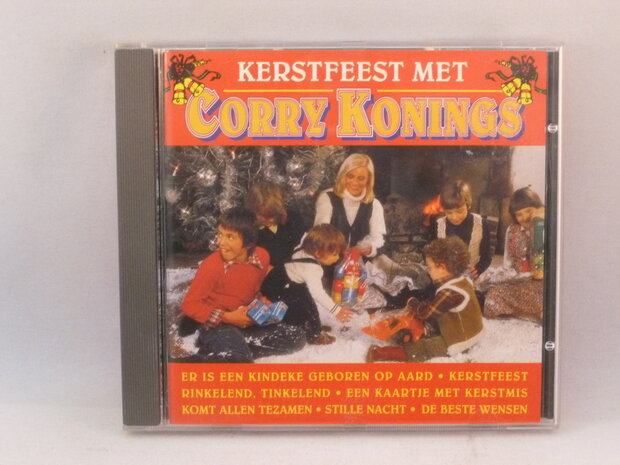 KERSTFEEST MET
CORRY KONINGS
ER IS EEN KINDEKE GEBOREN OP AARD • KERSTFEEST
RINKELEND, TINKELEND • EEN KAARTJE MET KERSTMIS
KOMT ALLEN TEZAMEN • STILLE NACHT • DE BESTE WENSEN